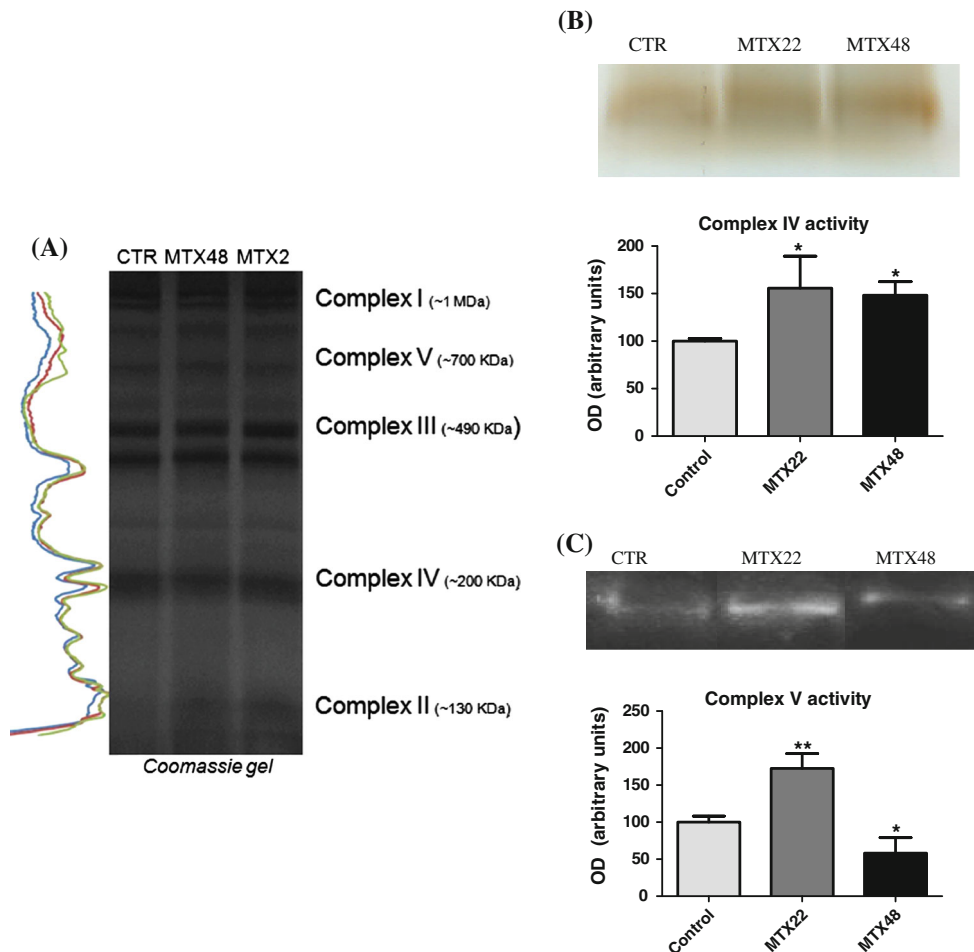 (A)
CTR MTX48 MTX2
Complex I (~1 MDa)
Complex V (~700 KDa)
Complex III (~490 KDa)
Complex IV (~200 KDa)
Complex II (~130 KDa)
Coomassie gel
(B)
CTR MTX22 MTX48
Complex IV activity
OD (arbitrary units)
200
150
100
50
0
*
*
Control
MTX22
MTX48
(C)
CTR MTX22 MTX48
Complex V activity
OD (arbitrary units)
250
200
150
100
50
0
**
*
Control
MTX22
MTX48